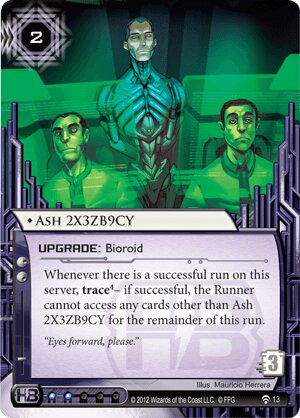 2
Ash 2X3ZB9CY
UPGRADE: Bioroid
Whenever there is a successful run on this
server, trace⁴– if successful, the Runner
cannot access any cards other than Ash
2X3ZB9CY for the remainder of this run.
“Eyes forward, please.”
3
Illus. Mauricio Herrera
HB
© 2012 Wizards of the Coast LLC. © FFG 13